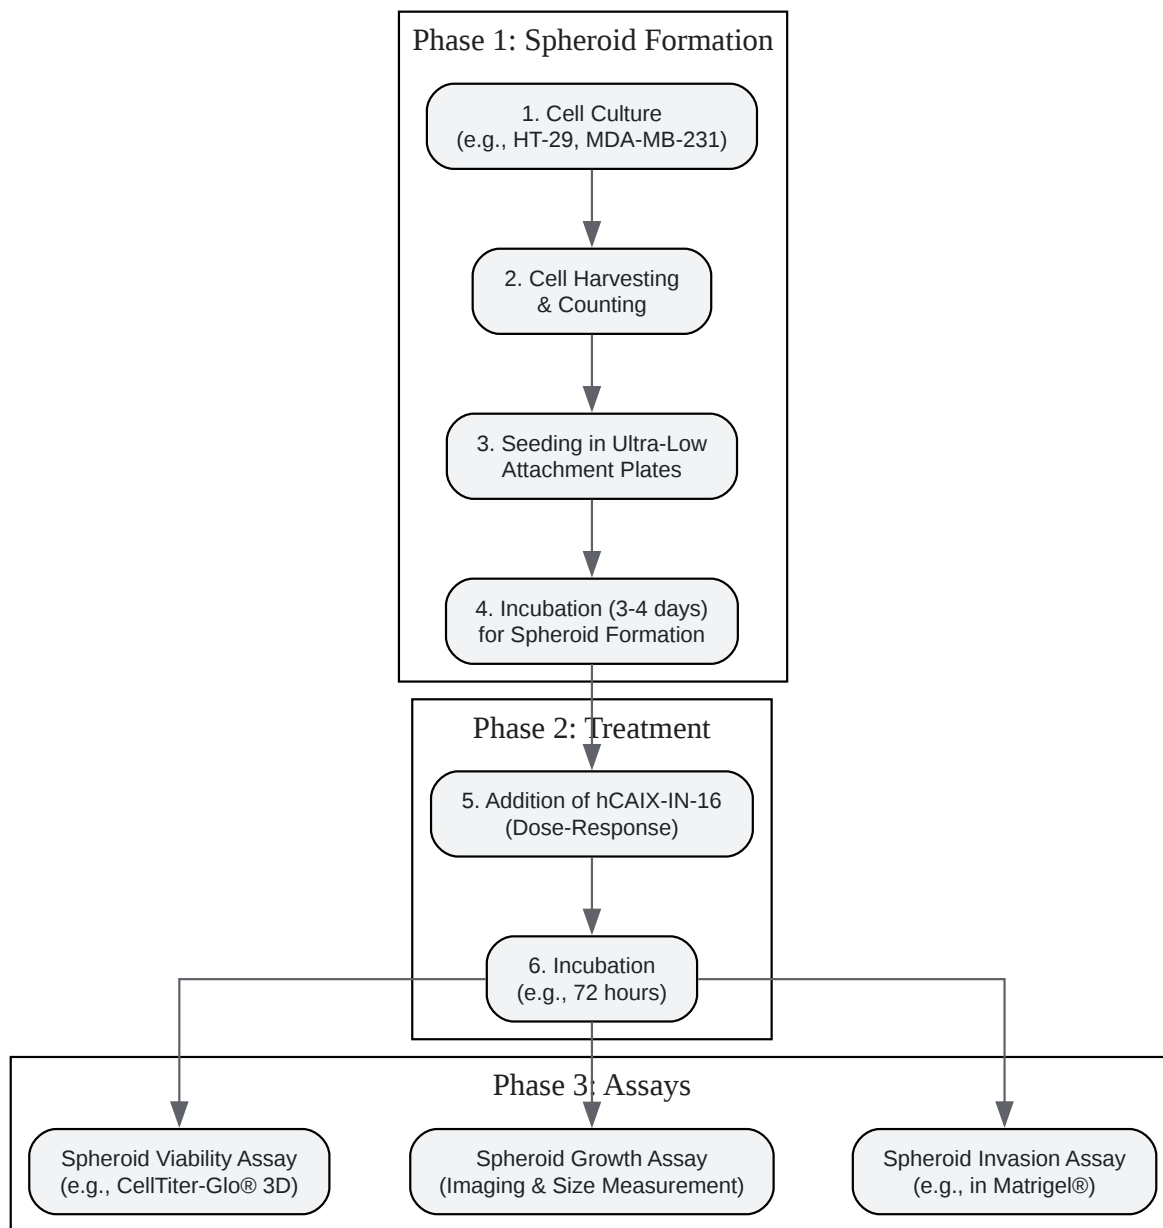 Phase 1: Spheroid Formation
1. Cell Culture
(e.g., HT-29, MDA-MB-231)
2. Cell Harvesting
& Counting
3. Seeding in Ultra-Low
Attachment Plates
4. Incubation (3-4 days)
for Spheroid Formation
Phase 2: Treatment
5. Addition of hCAIX-IN-16
(Dose-Response)
6. Incubation
(e.g., 72 hours)
Phase 3: Assays
Spheroid Viability Assay
(e.g., CellTiter-Glo® 3D)
Spheroid Growth Assay
(Imaging & Size Measurement)
Spheroid Invasion Assay
(e.g., in Matrigel®)